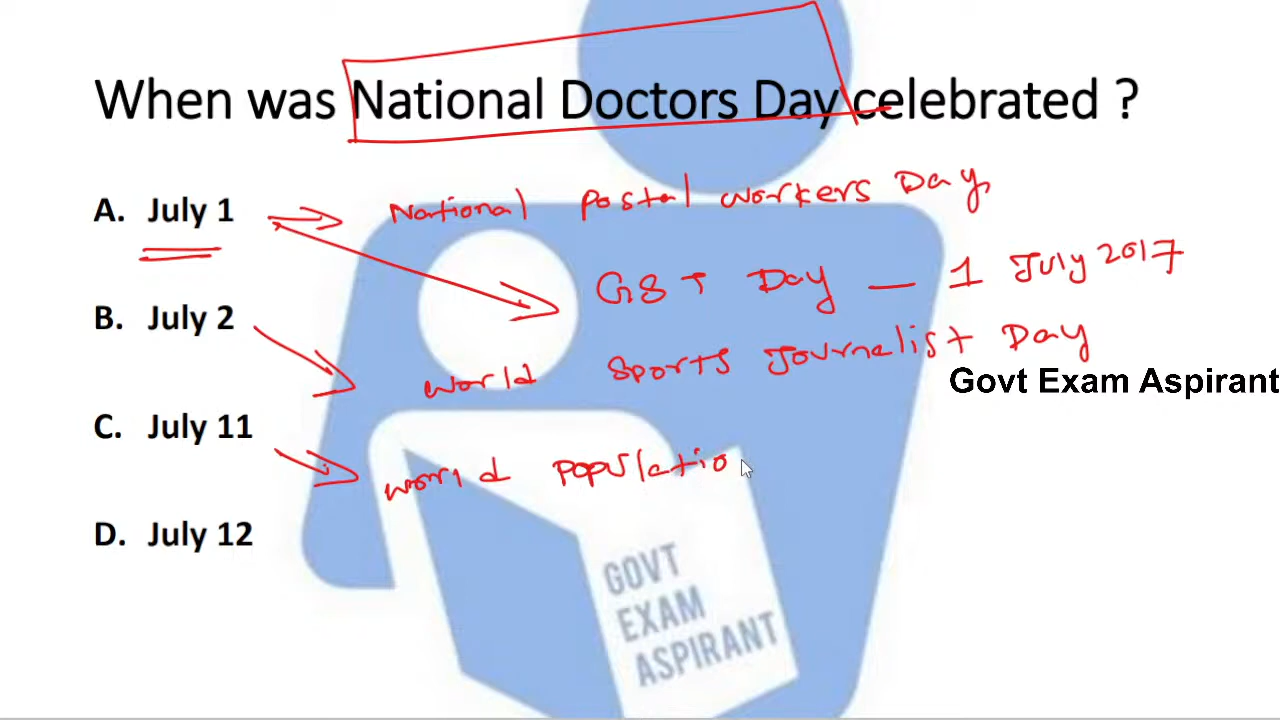 When was National Doctors Day celebrated ?
A. July 1
National Postal Workers Day
GST Day — 1 July 2017
B. July 2
World Sports Journalist Day
Govt Exam Aspirant
C. July 11
World Populatio
D. July 12
GOVT
EXAM
ASPIRANT